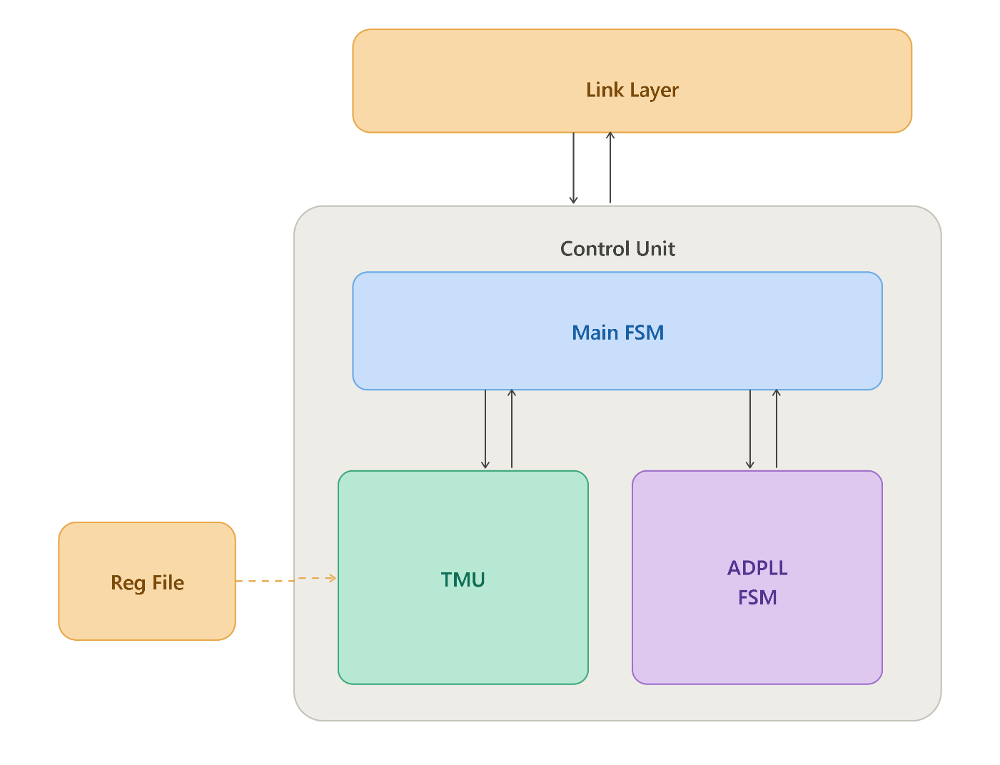 Link Layer
Control Unit
Main FSM
TMU
ADPLL
FSM
Reg File